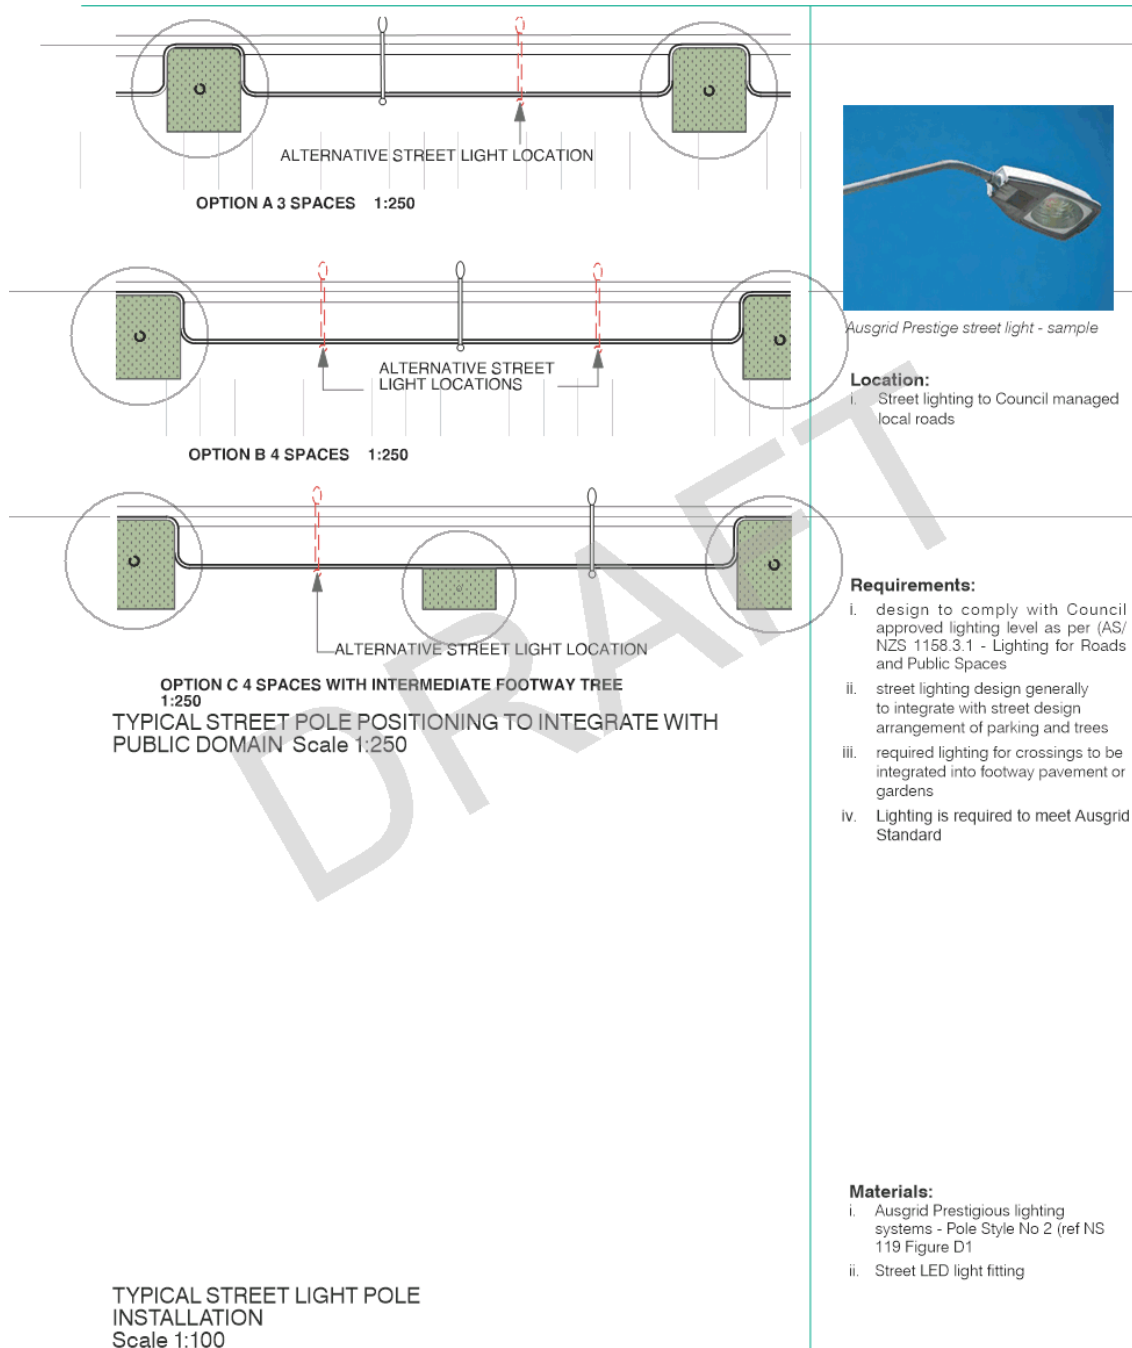 ALTERNATIVE STREET LIGHT LOCATION
OPTION A 3 SPACES 1:250
ALTERNATIVE STREET
LIGHT LOCATIONS
OPTION B 4 SPACES 1:250
ALTERNATIVE STREET LIGHT LOCATION
OPTION C 4 SPACES WITH INTERMEDIATE FOOTWAY TREE
1:250
TYPICAL STREET POLE POSITIONING TO INTEGRATE WITH
PUBLIC DOMAIN Scale 1:250
DRAFT
TYPICAL STREET LIGHT POLE
INSTALLATION
Scale 1:100
Ausgrid Prestige street light - sample
Location:
i. Street lighting to Council managed
local roads
Requirements:
i. design to comply with Council
approved lighting level as per (AS/
NZS 1158.3.1 - Lighting for Roads
and Public Spaces
ii. street lighting design generally
to integrate with street design
arrangement of parking and trees
iii. required lighting for crossings to be
integrated into footway pavement or
gardens
iv. Lighting is required to meet Ausgrid
Standard
Materials:
i. Ausgrid Prestigious lighting
systems - Pole Style No 2 (ref NS
119 Figure D1
ii. Street LED light fitting